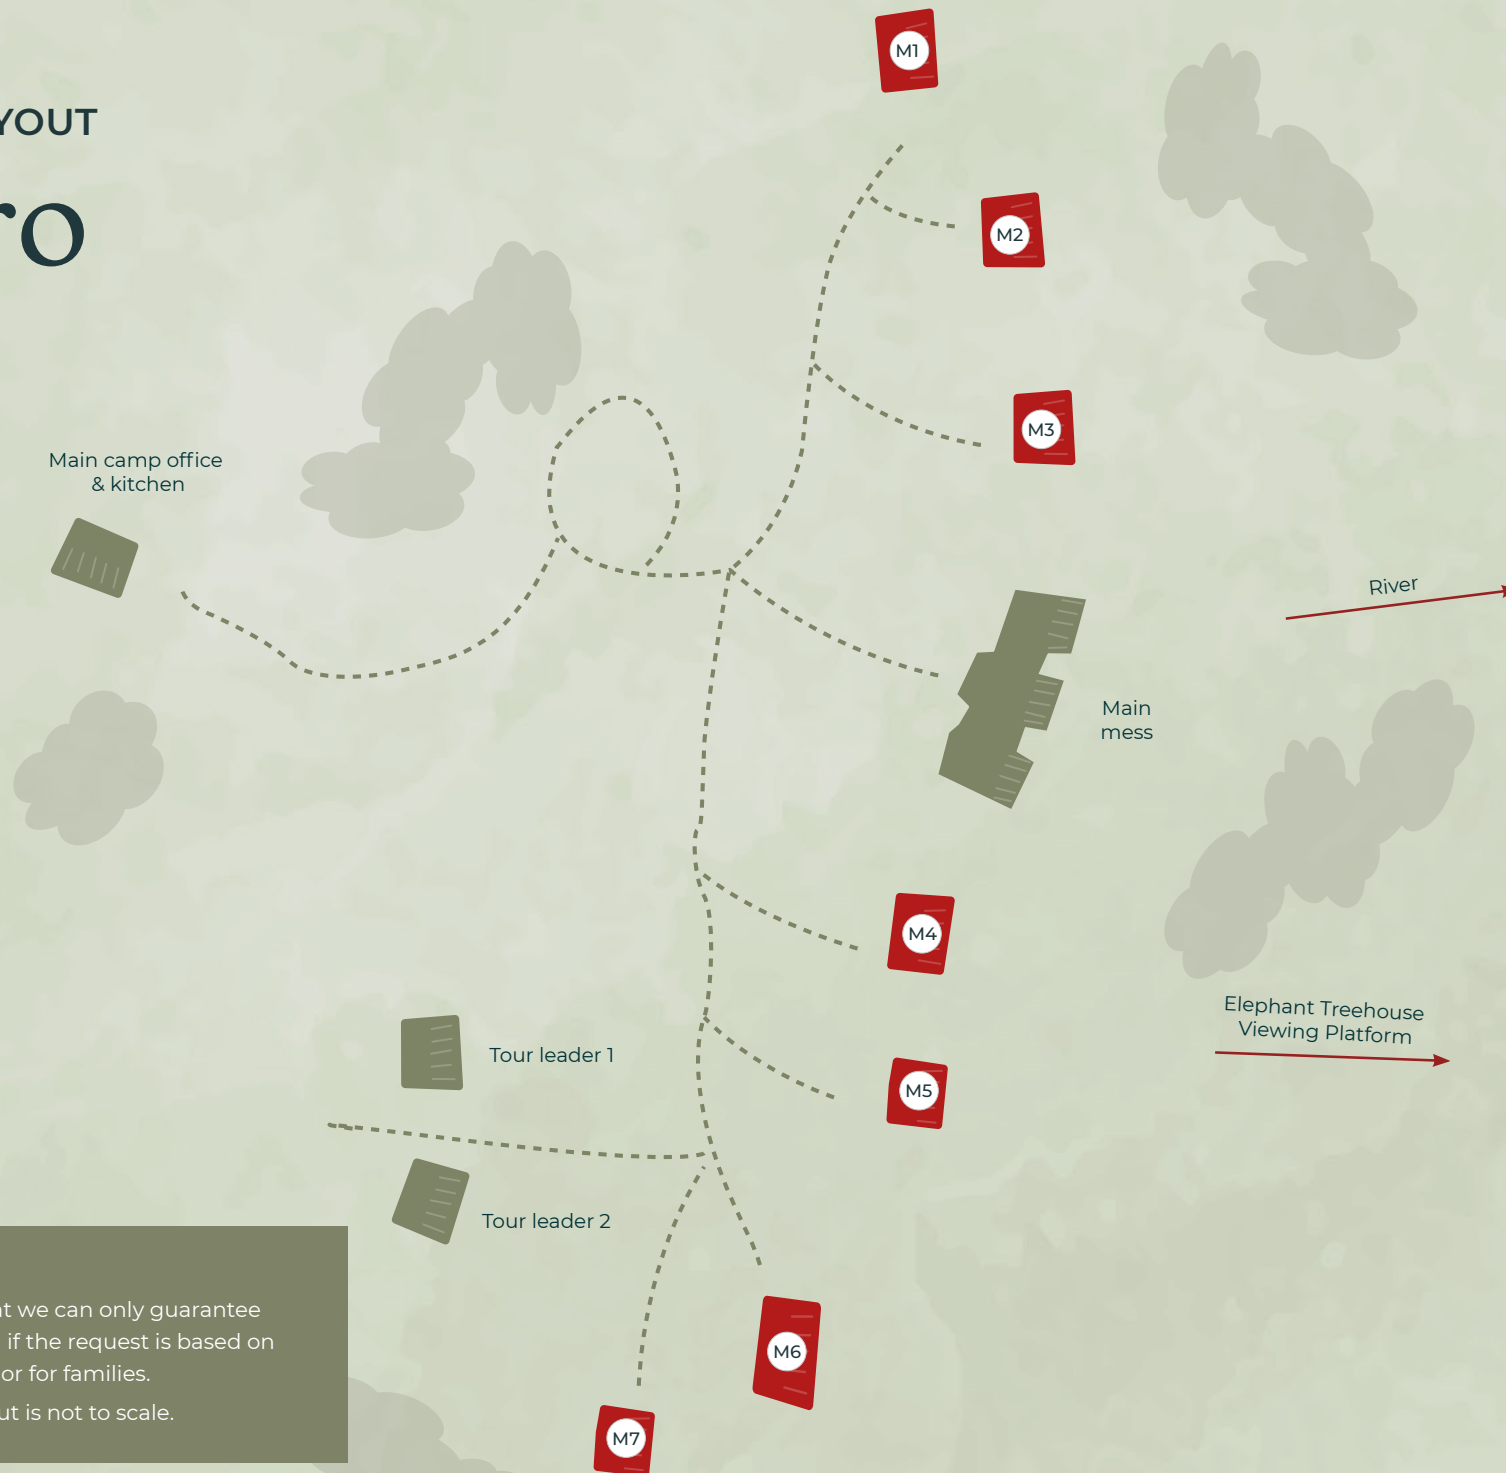 YOUT
ro
M1
M2
M3
Main camp office
& kitchen
River
Main
mess
M4
Elephant Treehouse
Viewing Platform
Tour leader 1
M5
Tour leader 2
we can only guarantee
if the request is based on
or for families.
is not to scale.
M6
M7